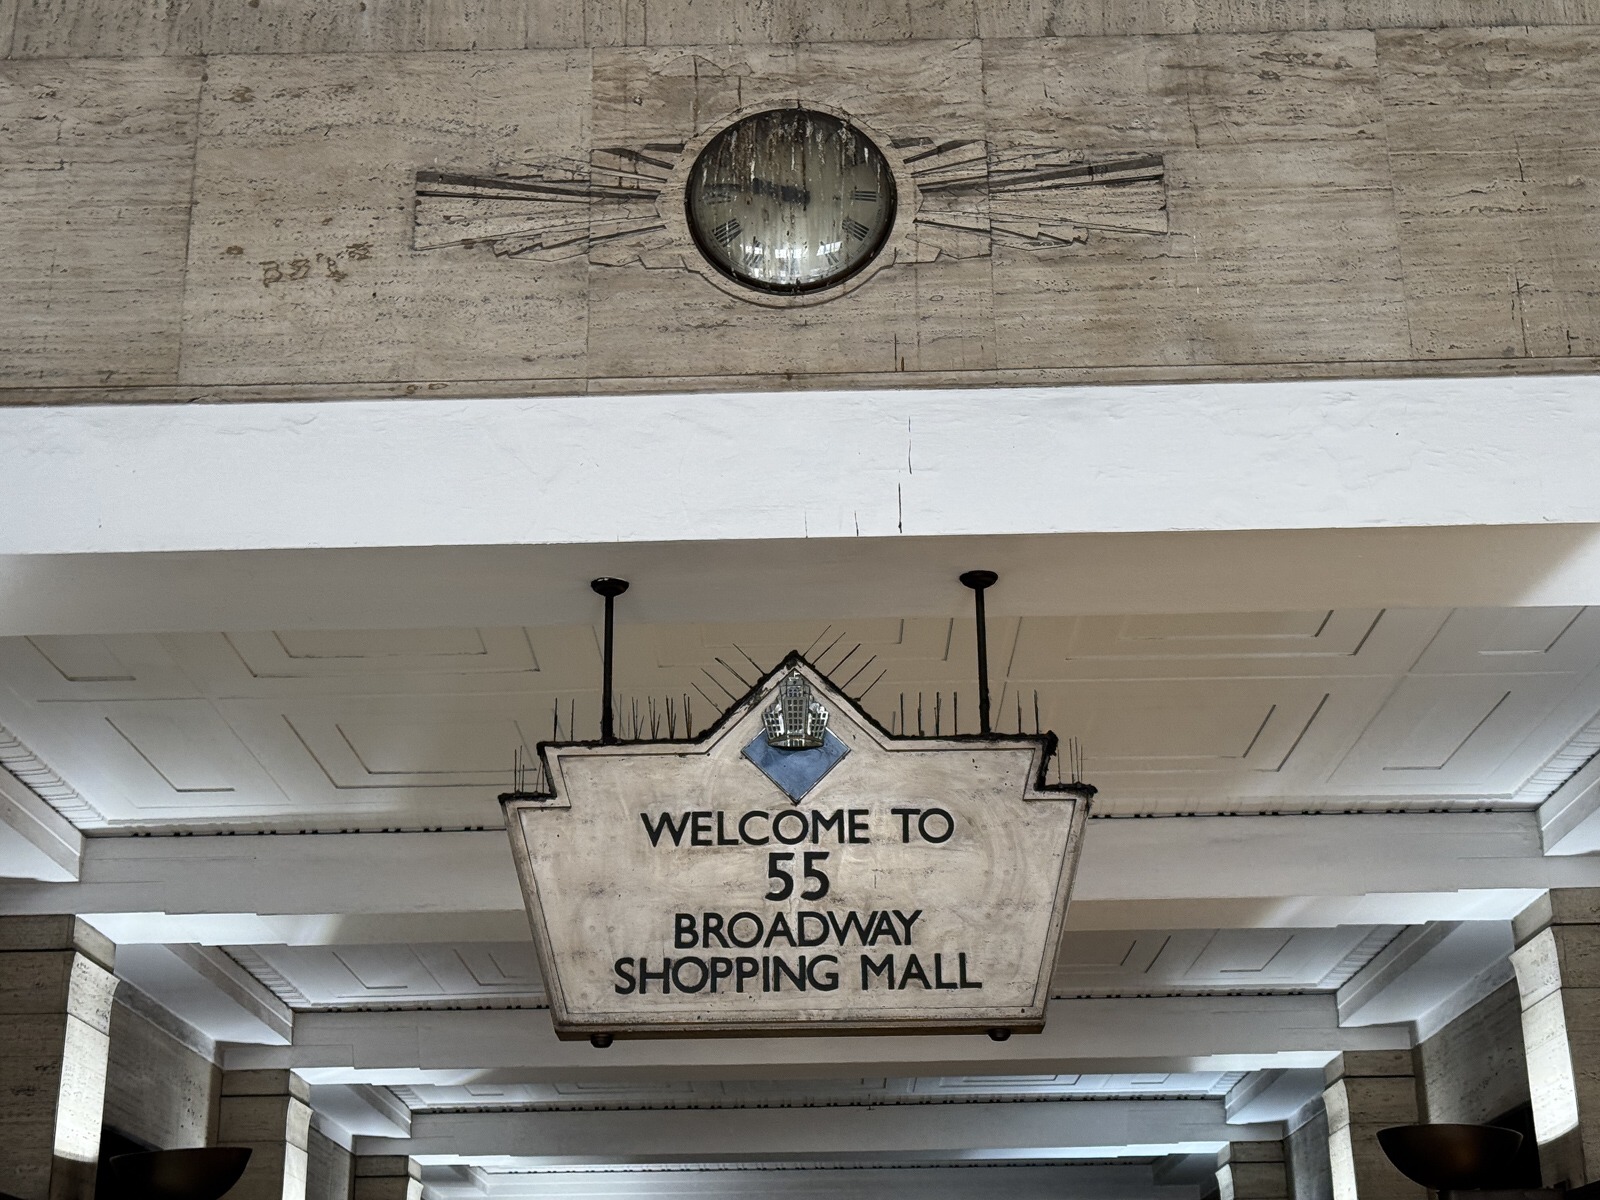 WELCOME TO
55
BROADWAY
SHOPPING MALL